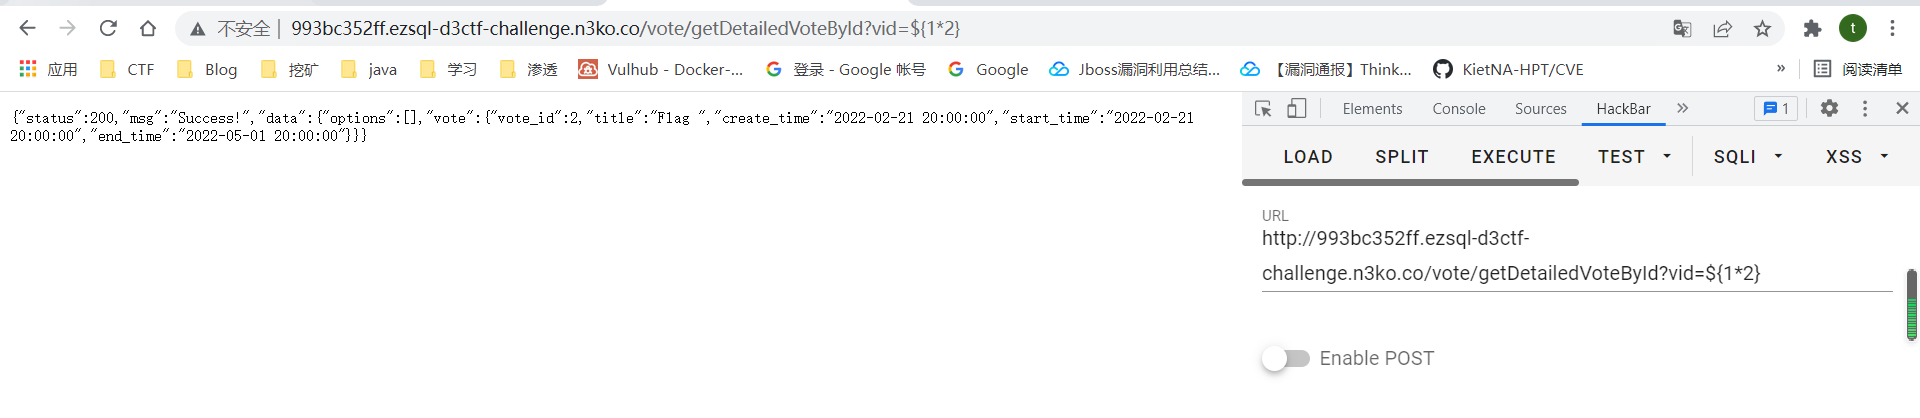 不安全 | 993bc352ff.ezsql-d3ctf-challenge.n3ko.co/vote/getDetailedVoteById?vid=${1*2}
t
应用 CTF Blog 挖矿 java 学习 渗透 Vulhub - Docker-... 登录 - Google 帐号 Google Jboss漏洞利用总结... 【漏洞通报】Think... KietNA-HPT/CVE » 阅读清单
{"status":200,"msg":"Success!","data":{"options":[],"vote":{"vote_id":2,"title":"Flag ","create_time":"2022-02-21 20:00:00","start_time":"2022-02-21
20:00:00","end_time":"2022-05-01 20:00:00"}}}
Elements Console Sources HackBar » 1
LOAD SPLIT EXECUTE TEST SQLI XSS
URL
http://993bc352ff.ezsql-d3ctf-
challenge.n3ko.co/vote/getDetailedVoteById?vid=${1*2}
Enable POST